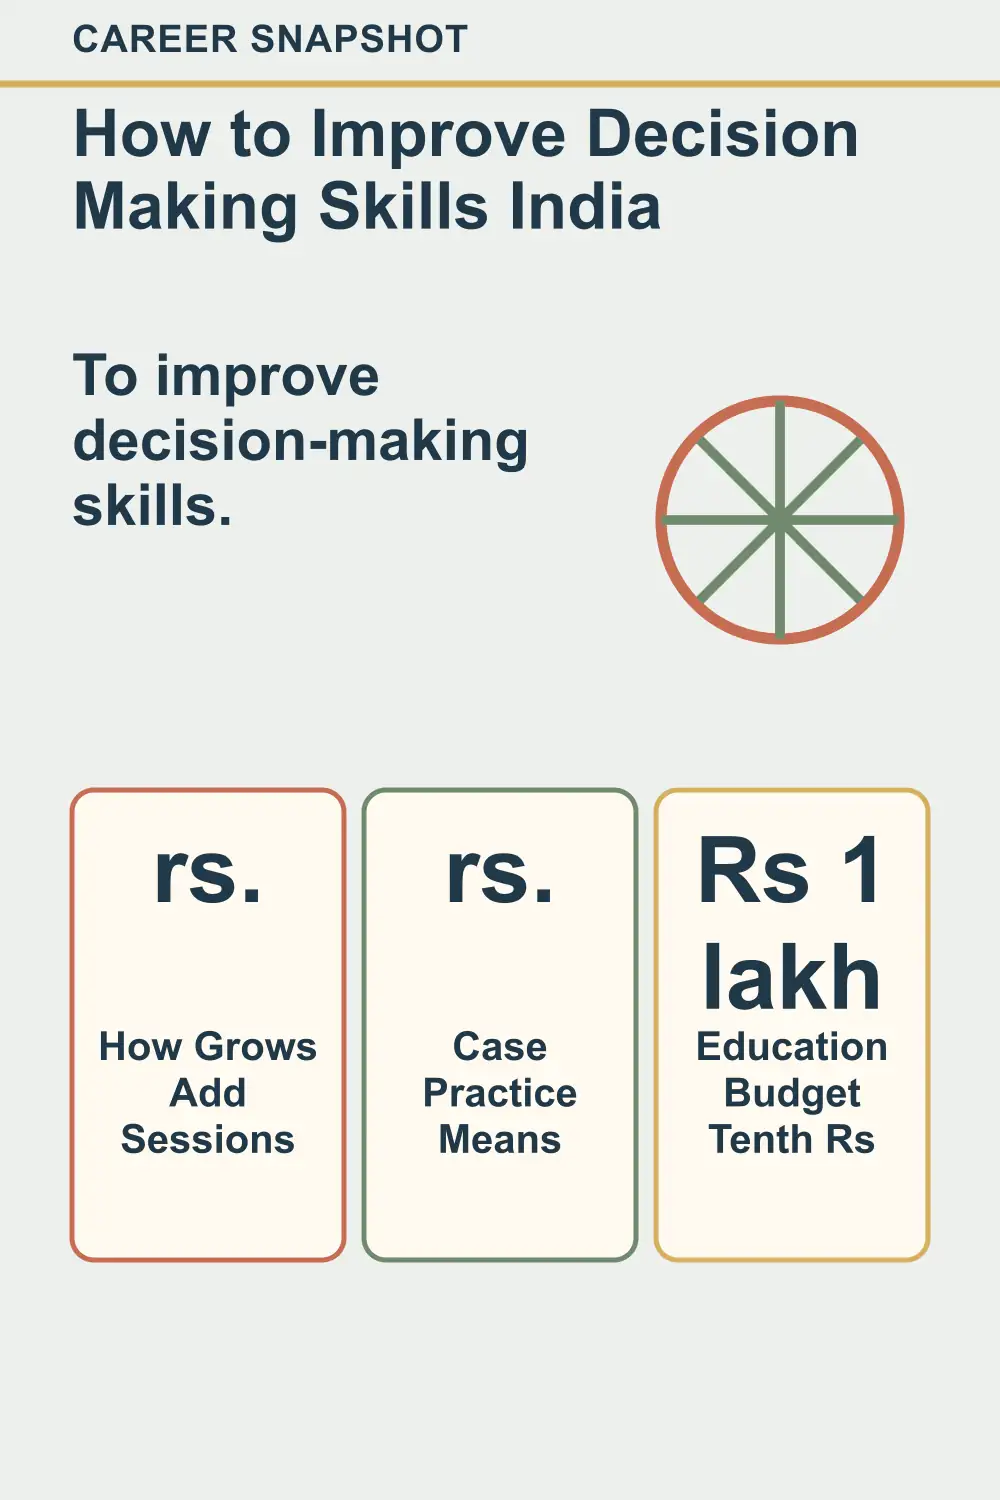 CAREER SNAPSHOT
How to Improve Decision
Making Skills India
To improve
decision-making
skills.
rs.
How Grows
Add
Sessions
rs.
Case
Practice
Means
Rs 1
lakh
Education
Budget
Tenth Rs